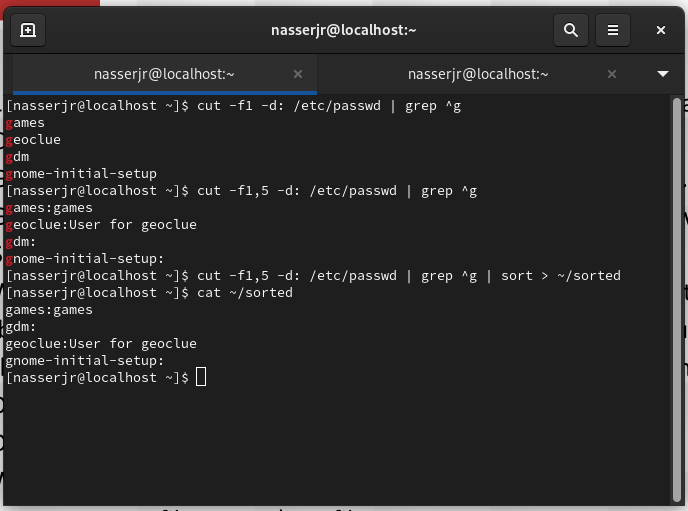 nasserjr@localhost:~
nasserjr@localhost:~ nasserjr@localhost:~
[nasserjr@localhost ~]$ cut -f1 -d: /etc/passwd | grep ^g
games
geoclue
gdm
gnome-initial-setup
[nasserjr@localhost ~]$ cut -f1,5 -d: /etc/passwd | grep ^g
games:games
geoclue:User for geoclue
gdm:
gnome-initial-setup:
[nasserjr@localhost ~]$ cut -f1,5 -d: /etc/passwd | grep ^g | sort > ~/sorted
[nasserjr@localhost ~]$ cat ~/sorted
games:games
gdm:
geoclue:User for geoclue
gnome-initial-setup:
[nasserjr@localhost ~]$